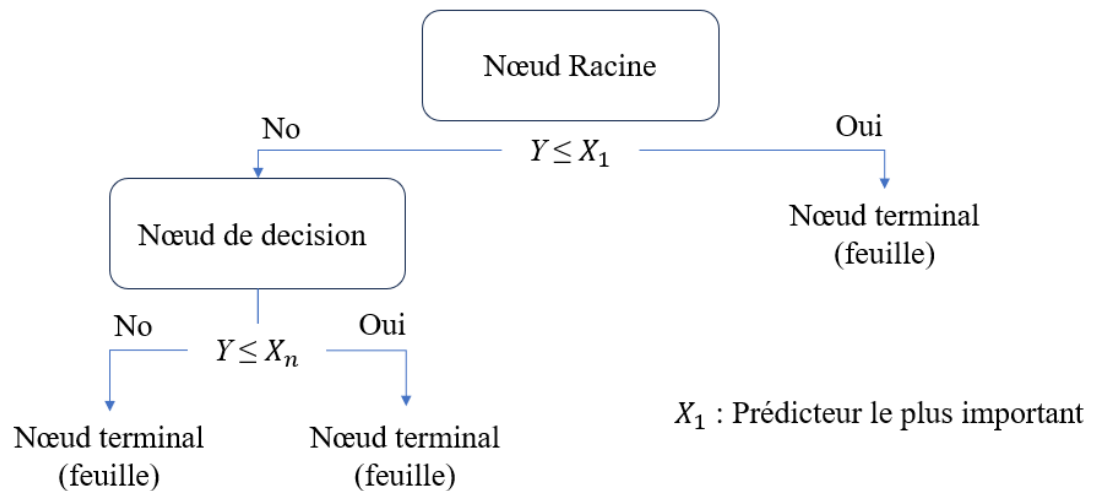 Nœud Racine
No
Oui
Y ≤ X₁
Nœud de decision
Nœud terminal
(feuille)
No
Oui
Y ≤ Xₙ
X₁ : Prédicteur le plus important
Nœud terminal
(feuille)
Nœud terminal
(feuille)